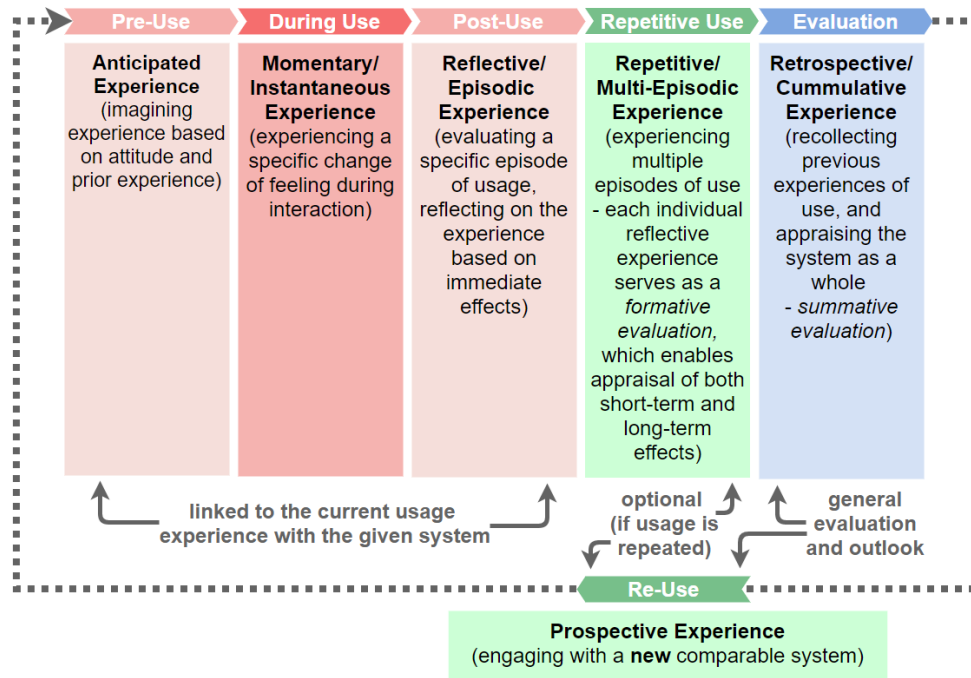 Pre-Use
During Use
Post-Use
Repetitive Use
Evaluation
Anticipated
Experience
(imagining
experience based
on attitude and
prior experience)
Momentary/
Instantaneous
Experience
(experiencing a
specific change
of feeling during
interaction)
Reflective/
Episodic
Experience
(evaluating a
specific episode
of usage,
reflecting on the
experience
based on
immediate
effects)
Repetitive/
Multi-Episodic
Experience
(experiencing
multiple
episodes of use
- each individual
reflective
experience
serves as a
formative
evaluation,
which enables
appraisal of both
short-term and
long-term
effects)
Retrospective/
Cummulative
Experience
(recollecting
previous
experiences of
use, and
appraising the
system as a
whole
- summative
evaluation)
linked to the current usage
experience with the given system
optional
(if usage is
repeated)
general
evaluation
and outlook
Re-Use
Prospective Experience
(engaging with a new comparable system)